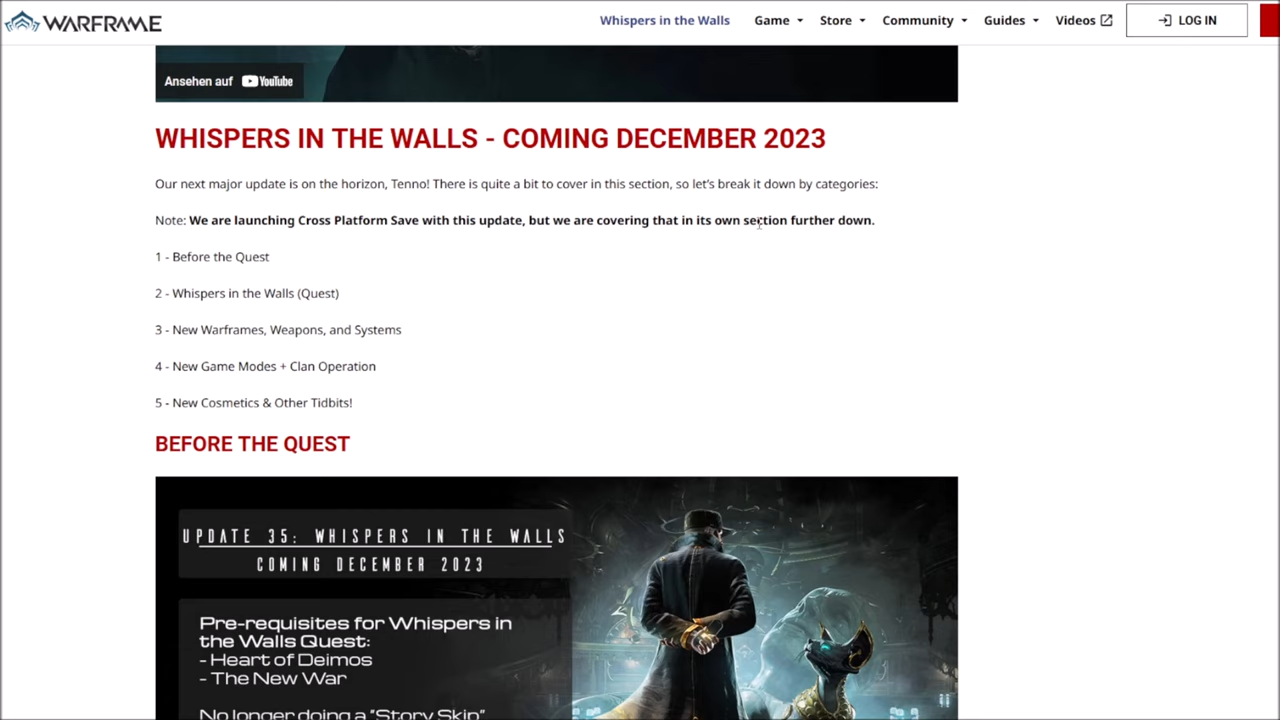 WARFRAME
Whispers in the Walls Game Store Community Guides Videos LOG IN
Ansehen auf YouTube
WHISPERS IN THE WALLS - COMING DECEMBER 2023
Our next major update is on the horizon, Tenno! There is quite a bit to cover in this section, so let's break it down by categories:
Note: We are launching Cross Platform Save with this update, but we are covering that in its own section further down.
1 - Before the Quest
2 - Whispers in the Walls (Quest)
3 - New Warframes, Weapons, and Systems
4 - New Game Modes + Clan Operation
5 - New Cosmetics & Other Tidbits!
BEFORE THE QUEST
UPDATE 35: WHISPERS IN THE WALLS
COMING DECEMBER 2023
Pre-requisites for Whispers in
the Walls Quest:
- Heart of Deimos
- The New War
No longer doing a "Story Skip"